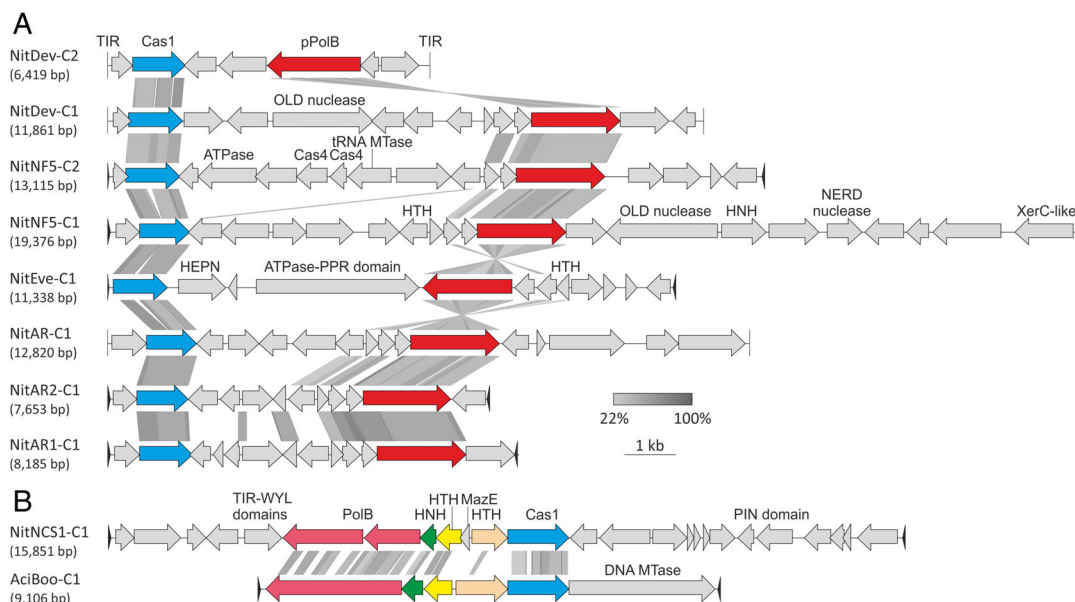 A
TIR Cas1 pPolB TIR
NitDev-C2
(6,419 bp)
NitDev-C1
(11,861 bp)
OLD nuclease
NitNF5-C2
(13,115 bp)
ATPase Cas4 Cas4 tRNA MTase
NitNF5-C1
(19,376 bp)
HTH OLD nuclease HNH NERD nuclease XerC-like
NitEve-C1
(11,338 bp)
HEPN ATPase-PPR domain HTH
NitAR-C1
(12,820 bp)
NitAR2-C1
(7,653 bp)
22% 100%
1 kb
NitAR1-C1
(8,185 bp)
B
NitNCS1-C1
(15,851 bp)
TIR-WYL domains PolB HNH HTH MazE HTH Cas1 PIN domain
AciBoo-C1
(9,106 bp)
DNA MTase